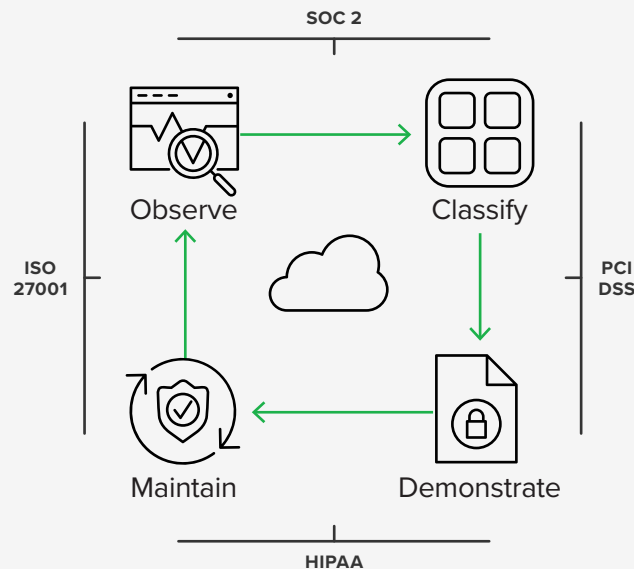 SOC 2
Observe
Classify
ISO
27001
PCI
DSS
Maintain
Demonstrate
HIPAA